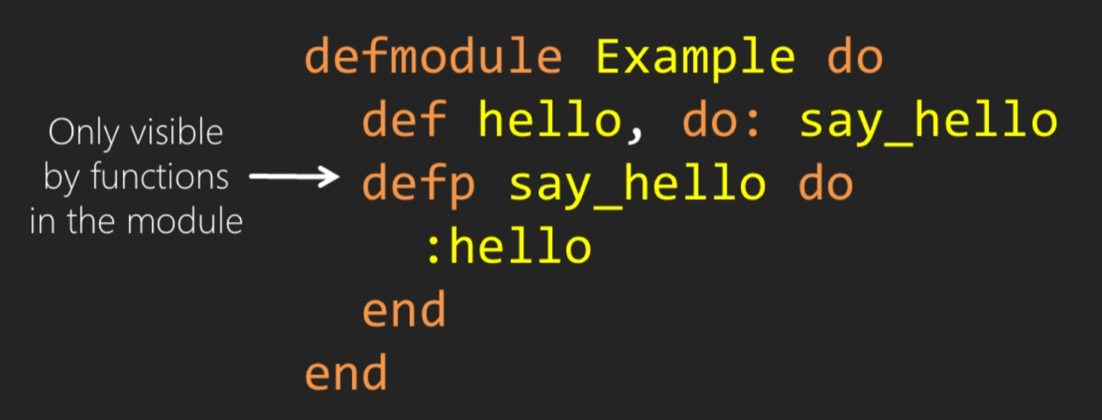 defmodule Example do
def hello, do: say_hello
Only visible
by functions
in the module
defp say_hello do
:hello
end
end